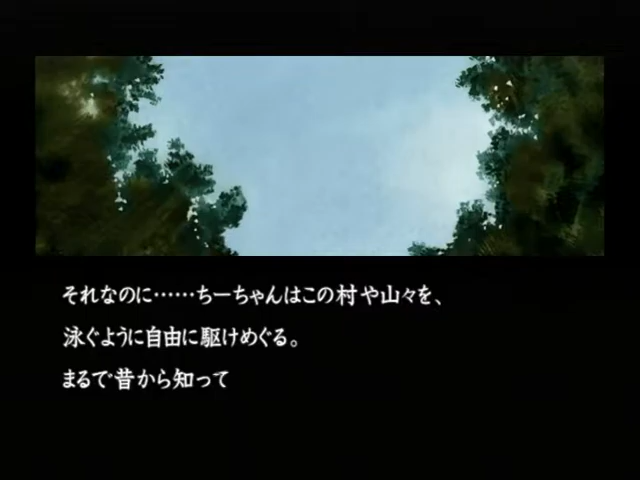 それなのに……ちーちゃんはこの村や山々を、
泳ぐように自由に駆けめぐる。
まるで昔から知って